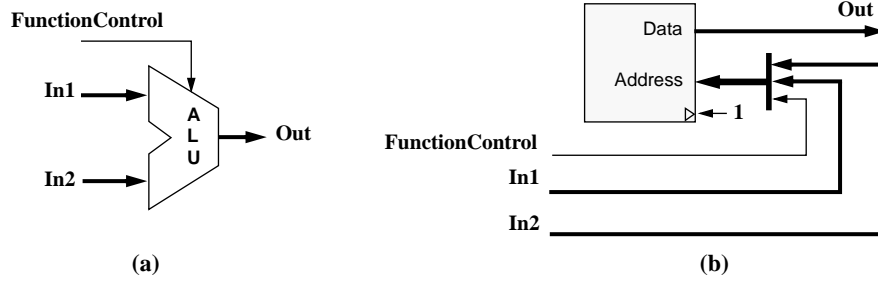 FunctionControl
In1
In2
A
L
U
Out
(a)
Out
Data
Address
1
FunctionControl
In1
In2
(b)